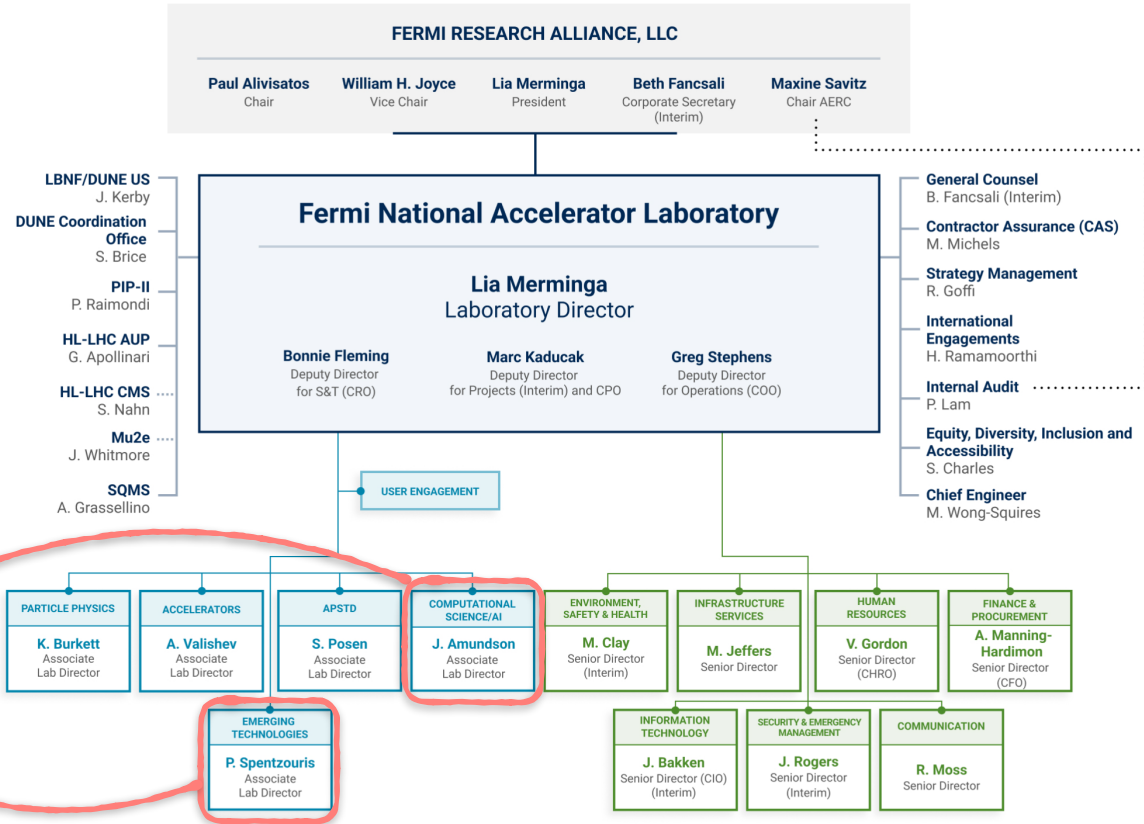 FERMI RESEARCH ALLIANCE, LLC
Paul Alivisatos
Chair
William H. Joyce
Vice Chair
Lia Merminga
President
Beth Fancsali
Corporate Secretary
(Interim)
Maxine Savitz
Chair AERC
LBNF/DUNE US
J. Kerby
DUNE Coordination
Office
S. Brice
PIP-II
P. Raimondi
HL-LHC AUP
G. Apollinari
HL-LHC CMS
S. Nahn
Mu2e
J. Whitmore
SQMS
A. Grassellino
Fermi National Accelerator Laboratory
Lia Merminga
Laboratory Director
Bonnie Fleming
Deputy Director
for S&T (CRO)
Marc Kaducak
Deputy Director
for Projects (Interim) and CPO
Greg Stephens
Deputy Director
for Operations (COO)
General Counsel
B. Fancsali (Interim)
Contractor Assurance (CAS)
M. Michels
Strategy Management
R. Goffi
International
Engagements
H. Ramamoorthi
Internal Audit
P. Lam
Equity, Diversity, Inclusion and
Accessibility
S. Charles
Chief Engineer
M. Wong-Squires
USER ENGAGEMENT
PARTICLE PHYSICS
K. Burkett
Associate
Lab Director
ACCELERATORS
A. Valishev
Associate
Lab Director
APSTD
S. Posen
Associate
Lab Director
COMPUTATIONAL
SCIENCE/AI
J. Amundson
Associate
Lab Director
ENVIRONMENT,
SAFETY & HEALTH
M. Clay
Senior Director
(Interim)
INFRASTRUCTURE
SERVICES
M. Jeffers
Senior Director
HUMAN
RESOURCES
V. Gordon
Senior Director
(CHRO)
FINANCE &
PROCUREMENT
A. Manning-
Hardimon
Senior Director
(CFO)
EMERGING
TECHNOLOGIES
P. Spentzouris
Associate
Lab Director
INFORMATION
TECHNOLOGY
J. Bakken
Senior Director (CIO)
(Interim)
SECURITY & EMERGENCY
MANAGEMENT
J. Rogers
Senior Director
(Interim)
COMMUNICATION
R. Moss
Senior Director